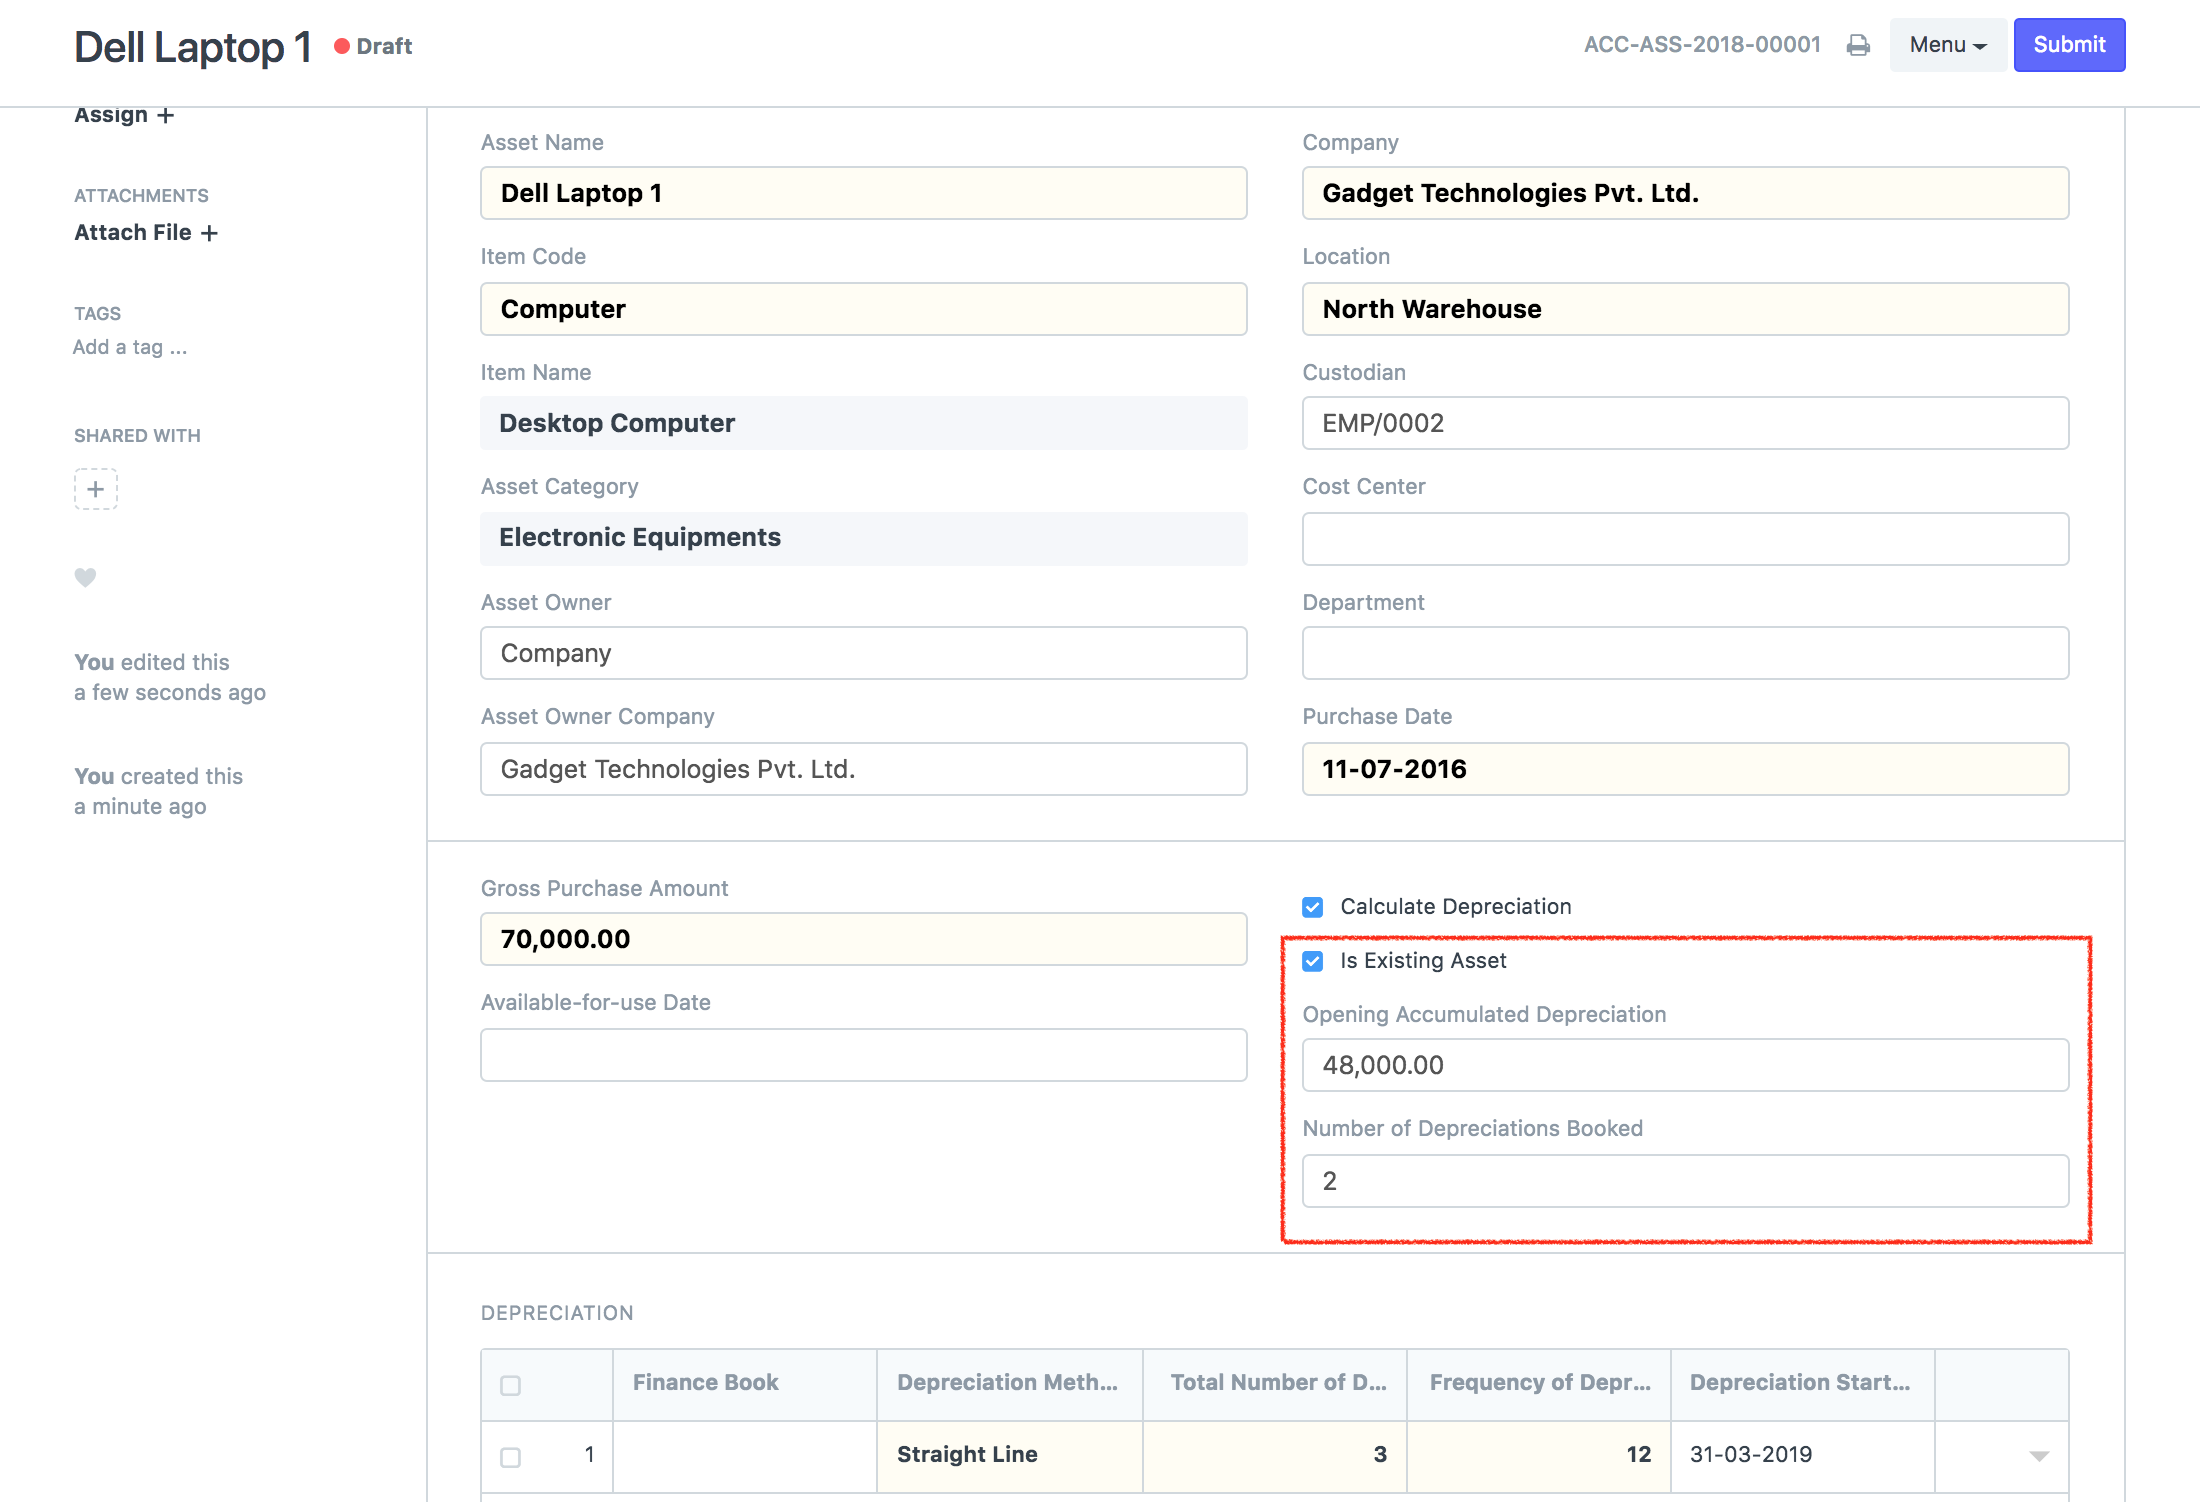 Dell Laptop 1 Draft ACC-ASS-2018-00001 Menu Submit
Assign +
ATTACHMENTS
Attach File +
TAGS
Add a tag ...
SHARED WITH
+
You edited this
a few seconds ago
You created this
a minute ago
Asset Name
Dell Laptop 1
Item Code
Computer
Item Name
Desktop Computer
Asset Category
Electronic Equipments
Asset Owner
Company
Asset Owner Company
Gadget Technologies Pvt. Ltd.
Company
Gadget Technologies Pvt. Ltd.
Location
North Warehouse
Custodian
EMP/0002
Cost Center
Department
Purchase Date
11-07-2016
Gross Purchase Amount
70,000.00
Available-for-use Date
Calculate Depreciation
Is Existing Asset
Opening Accumulated Depreciation
48,000.00
Number of Depreciations Booked
2
DEPRECIATION
Finance Book Depreciation Meth... Total Number of D... Frequency of Depr... Depreciation Start...
1 Straight Line 3 12 31-03-2019